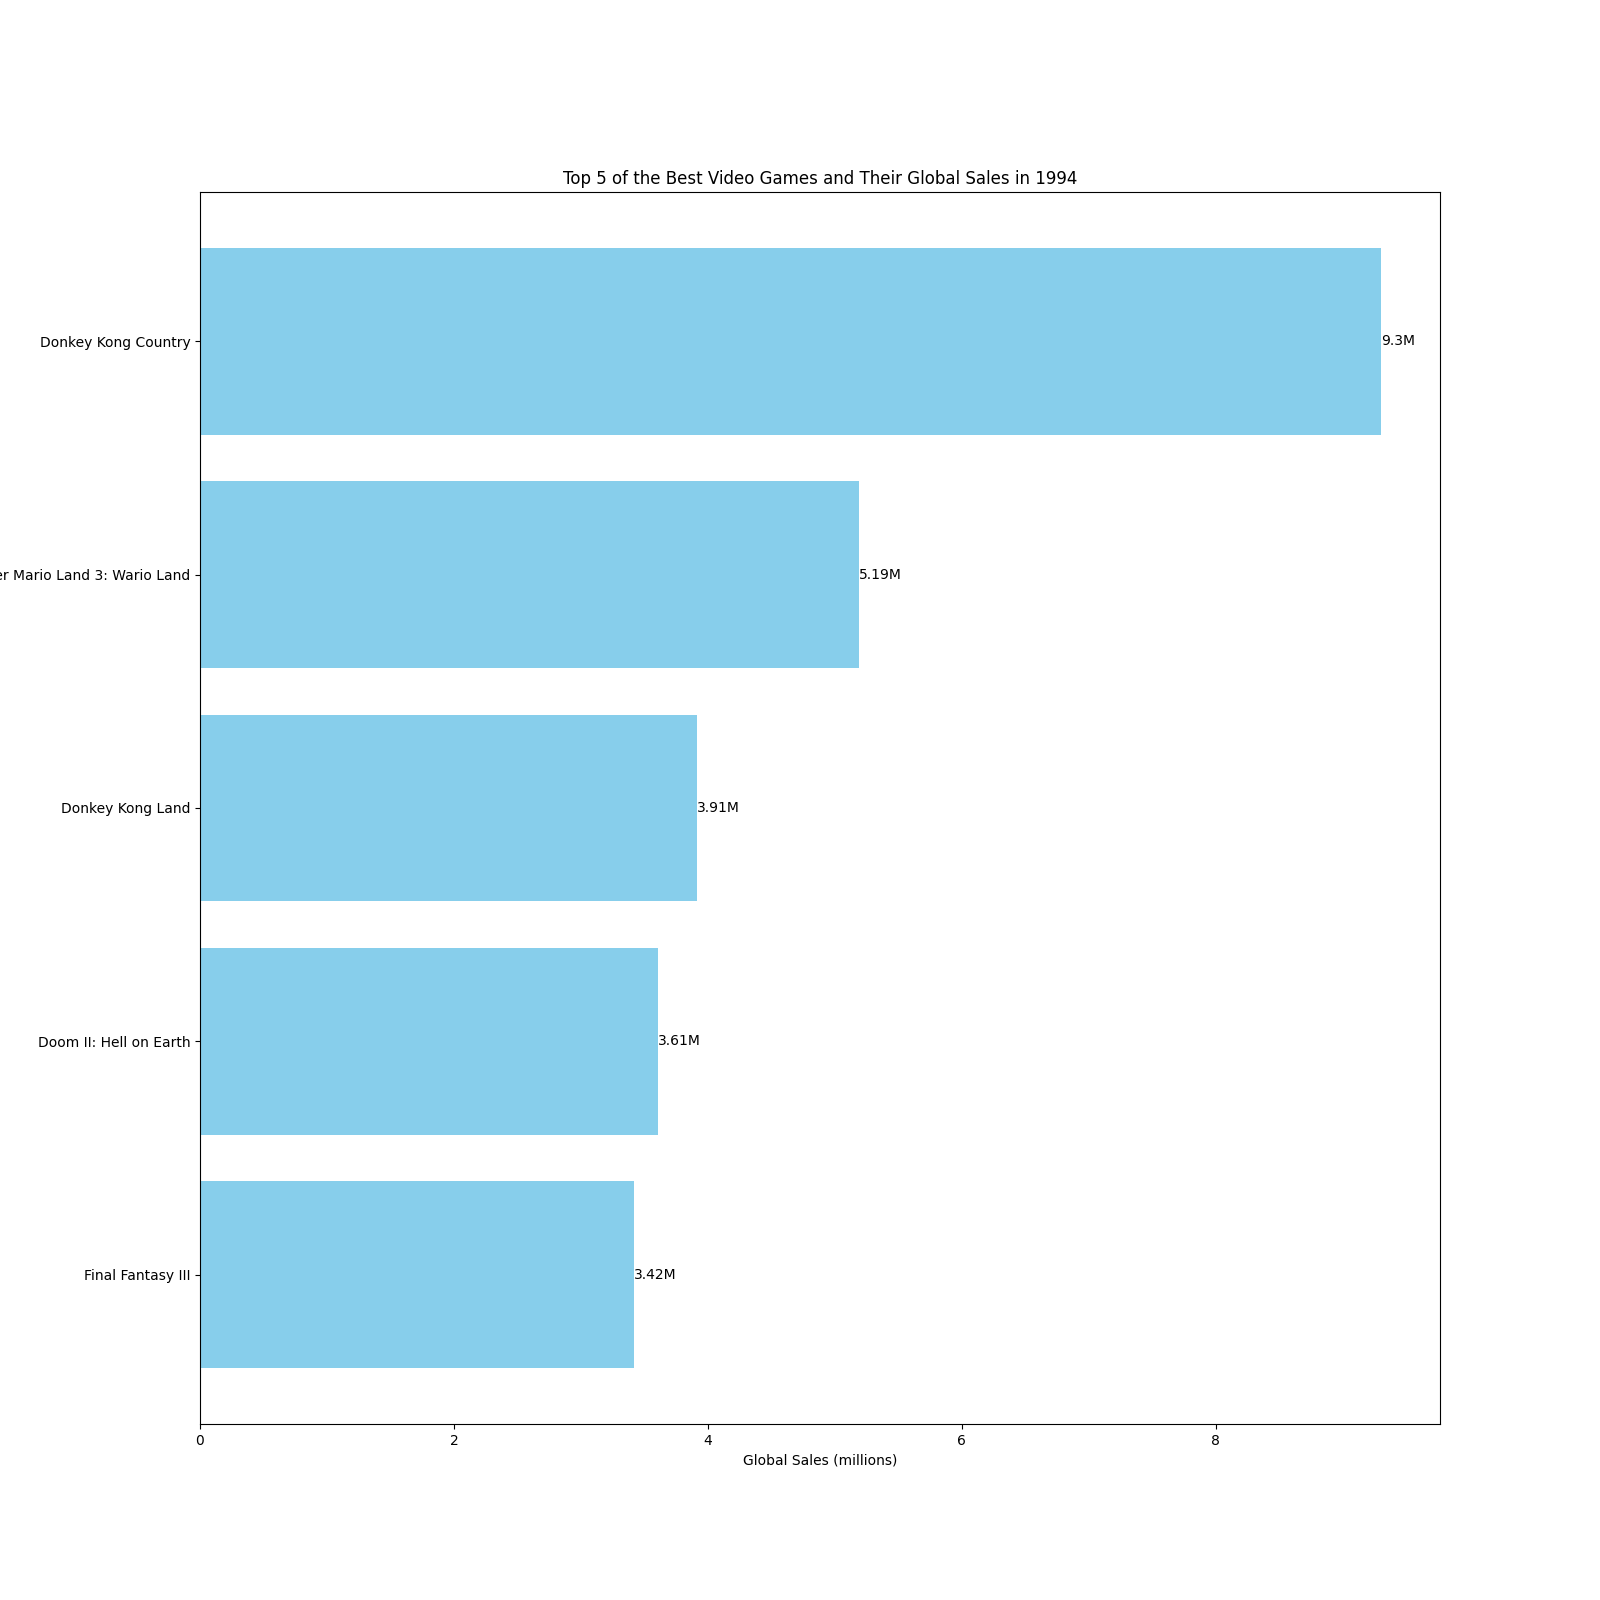 Top 5 of the Best Video Games and Their Global Sales in 1994
Donkey Kong Country
9.3M
Mario Land 3: Wario Land
5.19M
Donkey Kong Land
3.91M
Doom II: Hell on Earth
3.61M
Final Fantasy III
3.42M
0 2 4 6 8
Global Sales (millions)